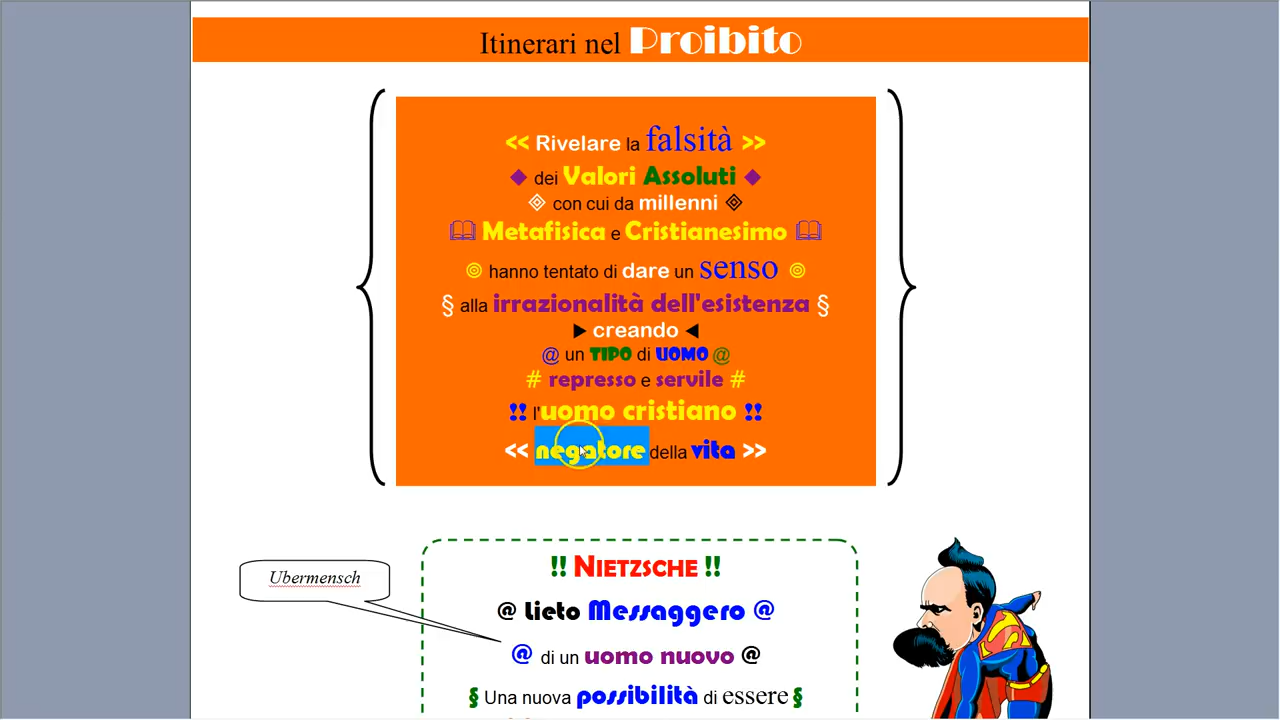 Itinerari nel Proibito
<< Rivelare la falsità >>
dei Valori Assoluti
con cui da millenni
Metafisica e Cristianesimo
hanno tentato di dare un senso
§ alla irrazionalità dell'esistenza §
creando
@ un TIPO di UOMO @
# represso e servile #
!! l'uomo cristiano !!
<< negatore della vita >>
!! NIETZSCHE !!
Ubermensch
@ Lieto Messaggero @
@ di un uomo nuovo @
§ Una nuova possibilità di essere §